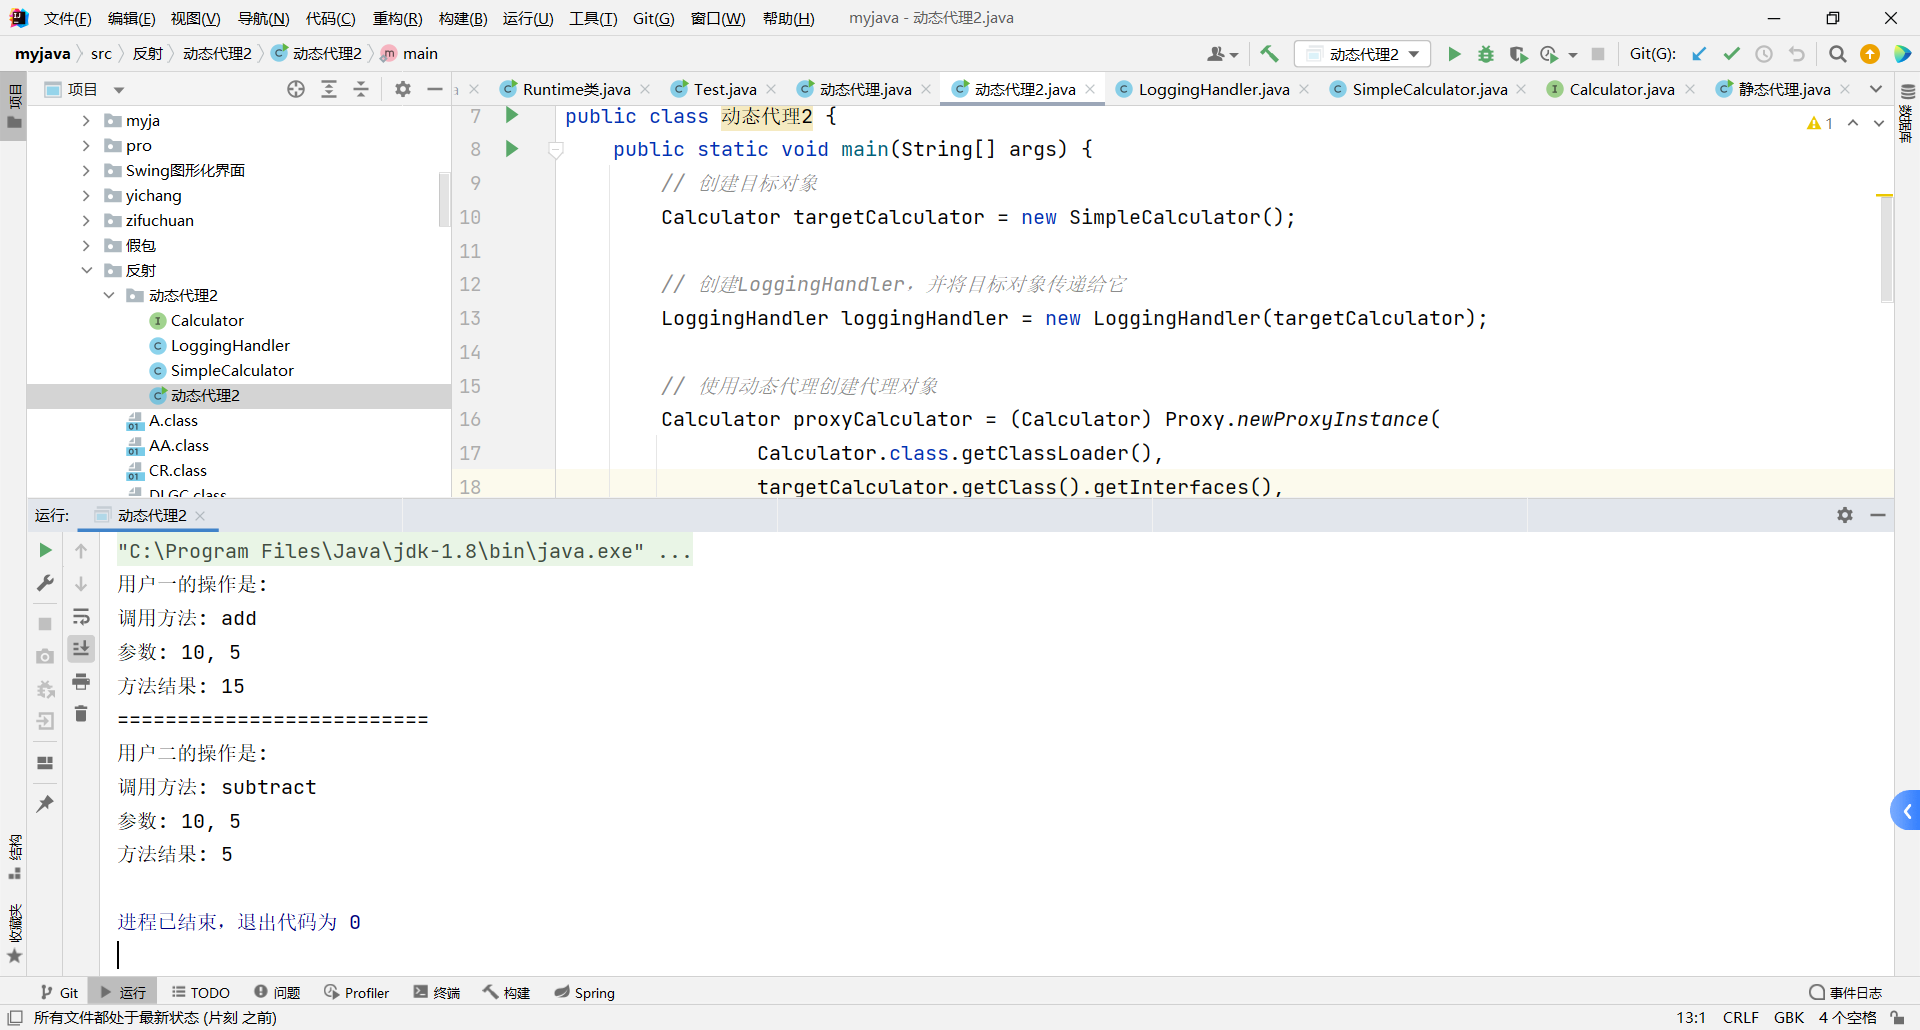 文件(F) 编辑(E) 视图(V) 导航(N) 代码(C) 重构(R) 构建(B) 运行(U) 工具(T) Git(G) 窗口(W) 帮助(H) myjava - 动态代理2.java
myjava src 反射 动态代理2 动态代理2 main 动态代理2 Git(G):
项目
项目
a Runtime类.java Test.java 动态代理.java 动态代理2.java LoggingHandler.java SimpleCalculator.java Calculator.java 静态代理.java
数据库
myja
pro
Swing图形化界面
yichang
zifuchuan
假包
反射
动态代理2
Calculator
LoggingHandler
SimpleCalculator
动态代理2
A.class
AA.class
CR.class
DLGC.class
1
7 public class 动态代理2 {
8 public static void main(String[] args) {
9 // 创建目标对象
10 Calculator targetCalculator = new SimpleCalculator();
11
12 // 创建LoggingHandler，并将目标对象传递给它
13 LoggingHandler loggingHandler = new LoggingHandler(targetCalculator);
14
15 // 使用动态代理创建代理对象
16 Calculator proxyCalculator = (Calculator) Proxy.newProxyInstance(
17 Calculator.class.getClassLoader(),
18 targetCalculator.getClass().getInterfaces(),
运行: 动态代理2
"C:\Program Files\Java\jdk-1.8\bin\java.exe" ...
用户一的操作是:
调用方法: add
参数: 10, 5
方法结果: 15
==========================
用户二的操作是:
调用方法: subtract
参数: 10, 5
方法结果: 5
进程已结束，退出代码为 0
结构
收藏夹
Git 运行 TODO 问题 Profiler 终端 构建 Spring 事件日志
所有文件都处于最新状态 (片刻 之前) 13:1 CRLF GBK 4 个空格